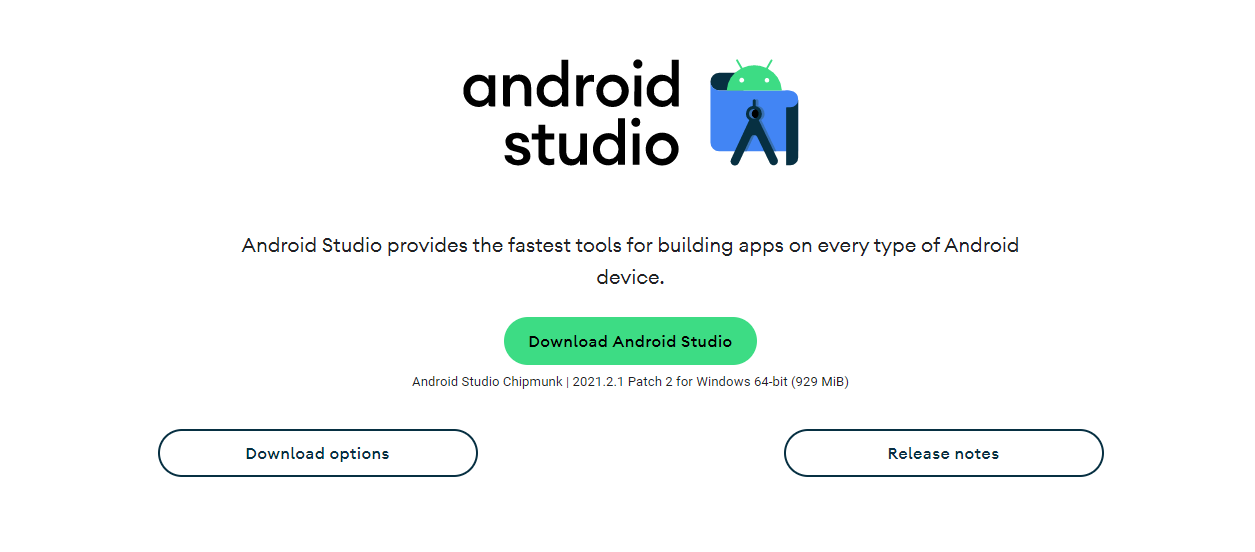 android
studio
Android Studio provides the fastest tools for building apps on every type of Android
device.
Download Android Studio
Android Studio Chipmunk | 2021.2.1 Patch 2 for Windows 64-bit (929 MiB)
Download options
Release notes